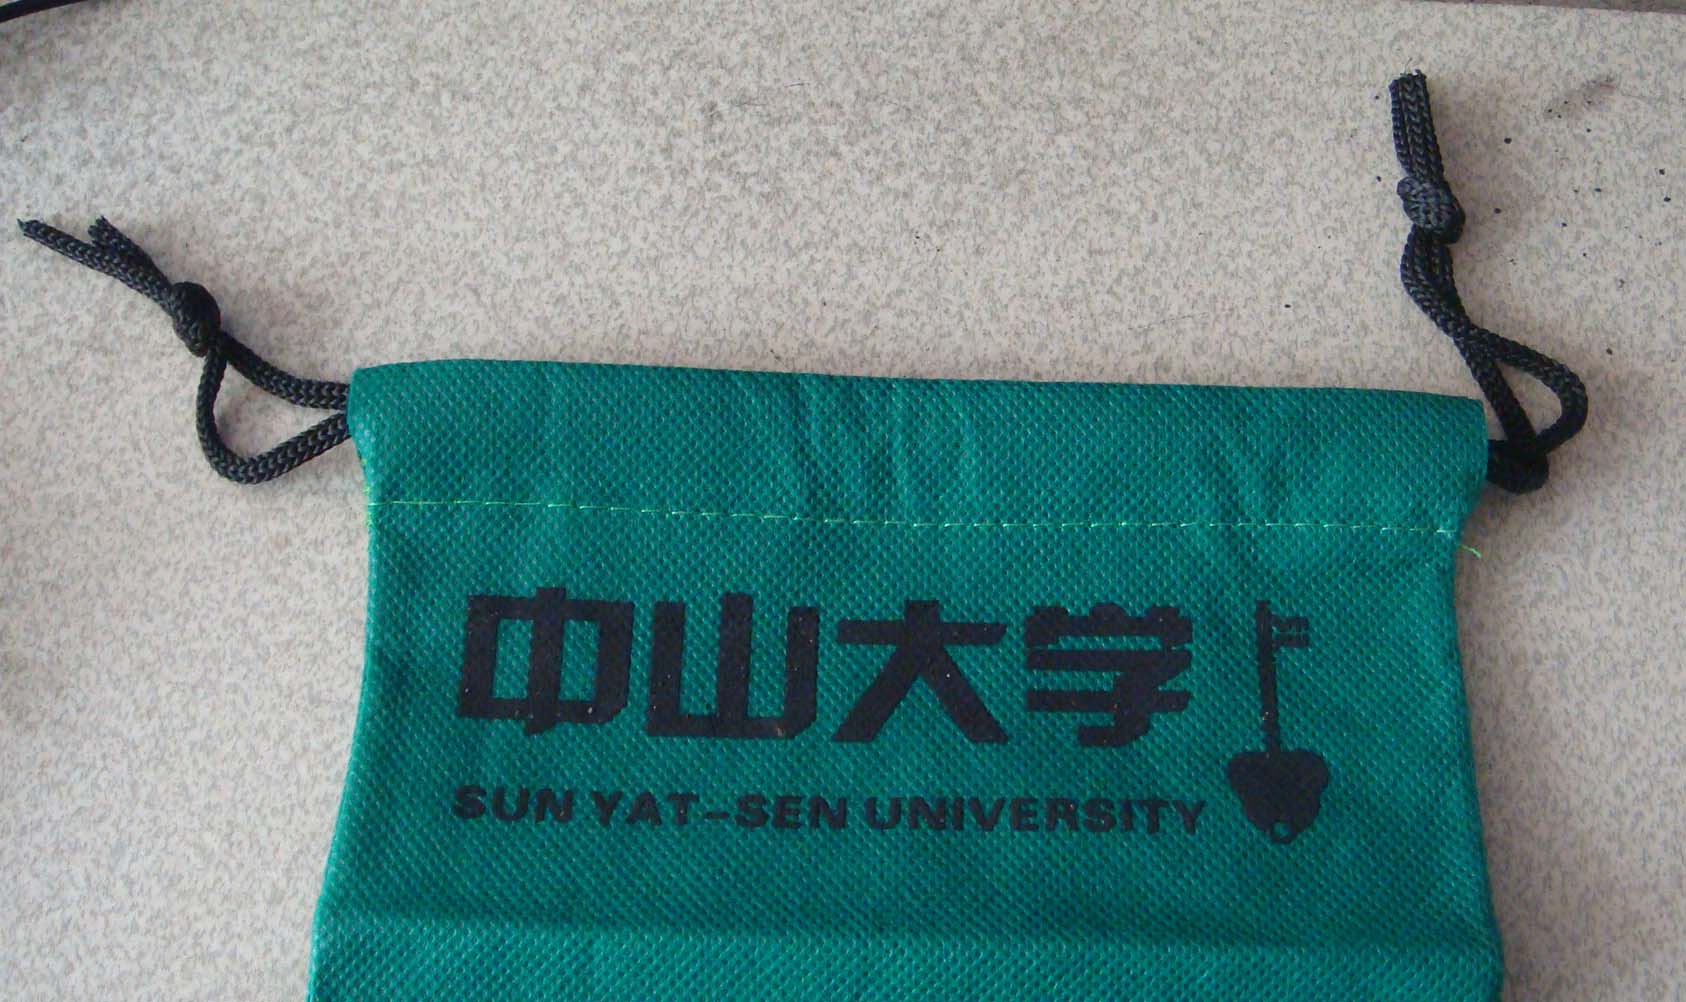 中山大学
SUN YAT-SEN UNIVERSITY